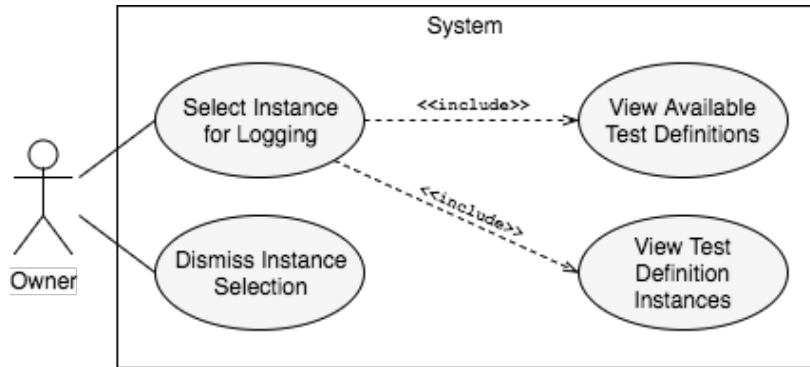 System
Select Instance
for Logging
<<include>>
View Available
Test Definitions
<<include>>
Owner
Dismiss Instance
Selection
View Test
Definition
Instances